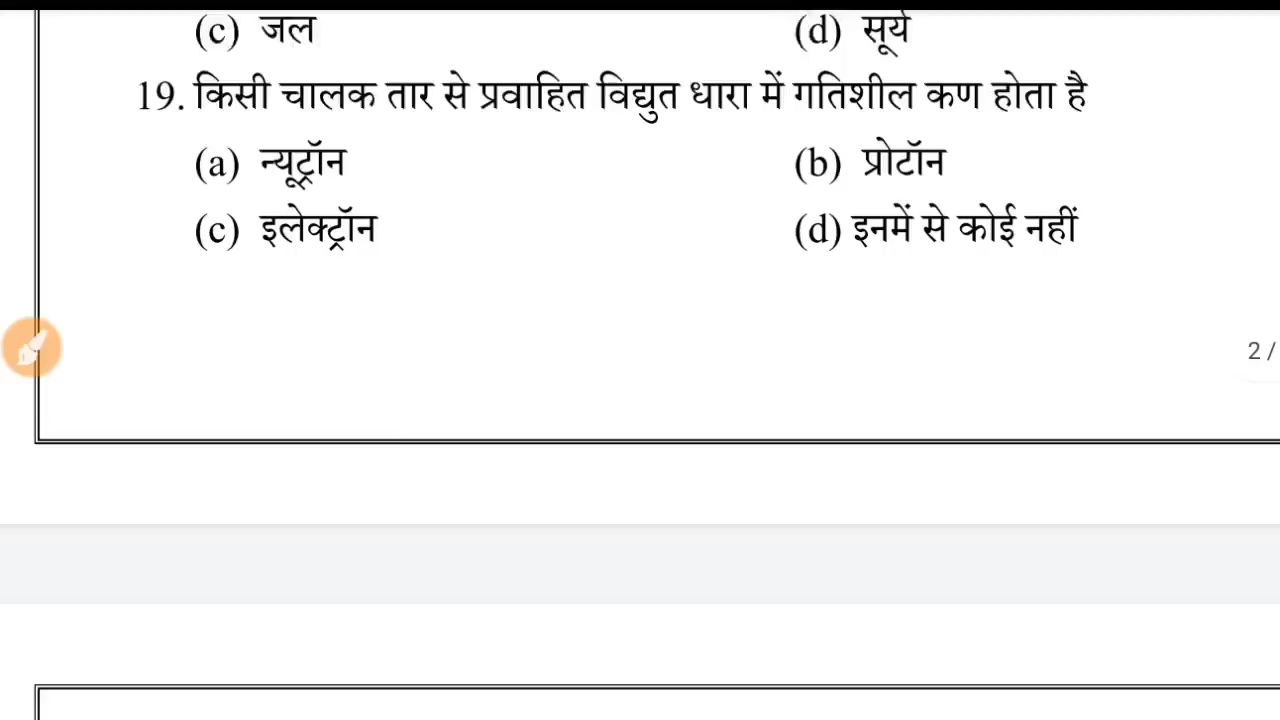 (c) जल (d) सूर्य
19. किसी चालक तार से प्रवाहित विद्युत धारा में गतिशील कण होता है
(a) न्यूट्रॉन (b) प्रोटॉन
(c) इलेक्ट्रॉन (d) इनमें से कोई नहीं
2 /